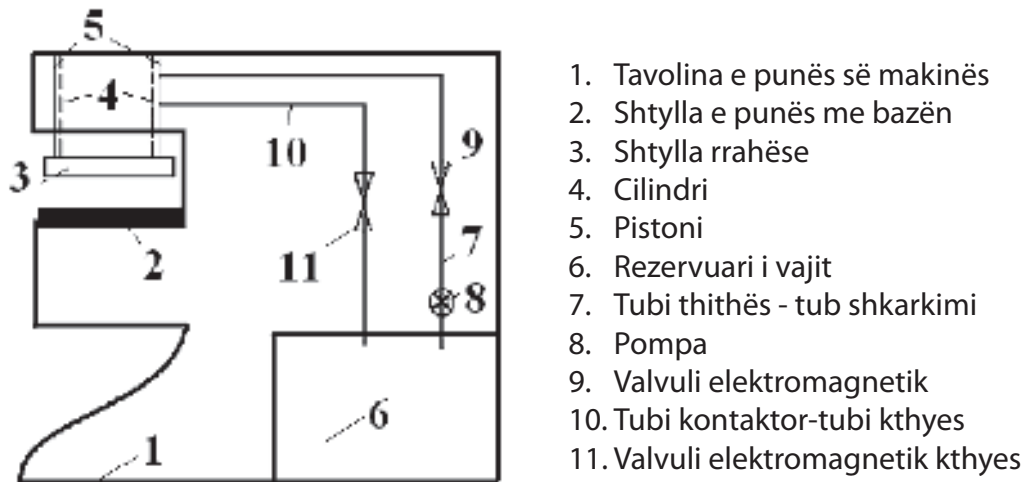 5
4
3
10
9
2
11
7
8
6
1
1. Tavolina e punës së makinës
2. Shtylla e punës me bazën
3. Shtylla rrahëse
4. Cilindri
5. Pistoni
6. Rezervuari i vajit
7. Tubi thithës - tub shkarkimi
8. Pompa
9. Valvuli elektromagnetik
10. Tubi kontaktor-tubi kthyes
11. Valvuli elektromagnetik kthyes